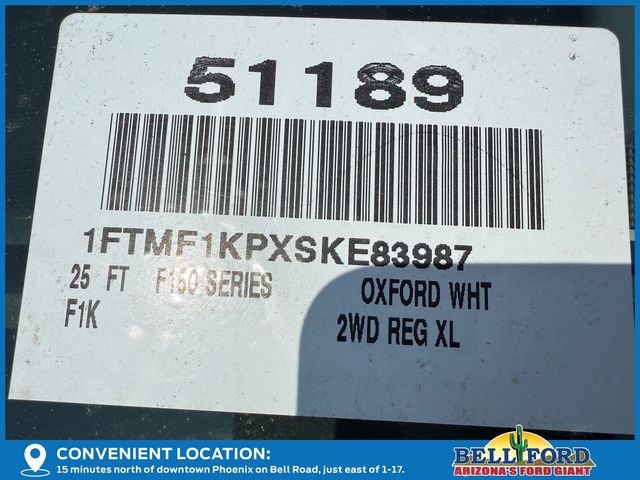 51189
1FTMF1KPXSKE83987
25 FT F150 SERIES OXFORD WHT
F1K 2WD REG XL
CONVENIENT LOCATION:
15 minutes north of downtown Phoenix on Bell Road, just east of 1-17.
BELL FORD
ARIZONA'S FORD GIANT